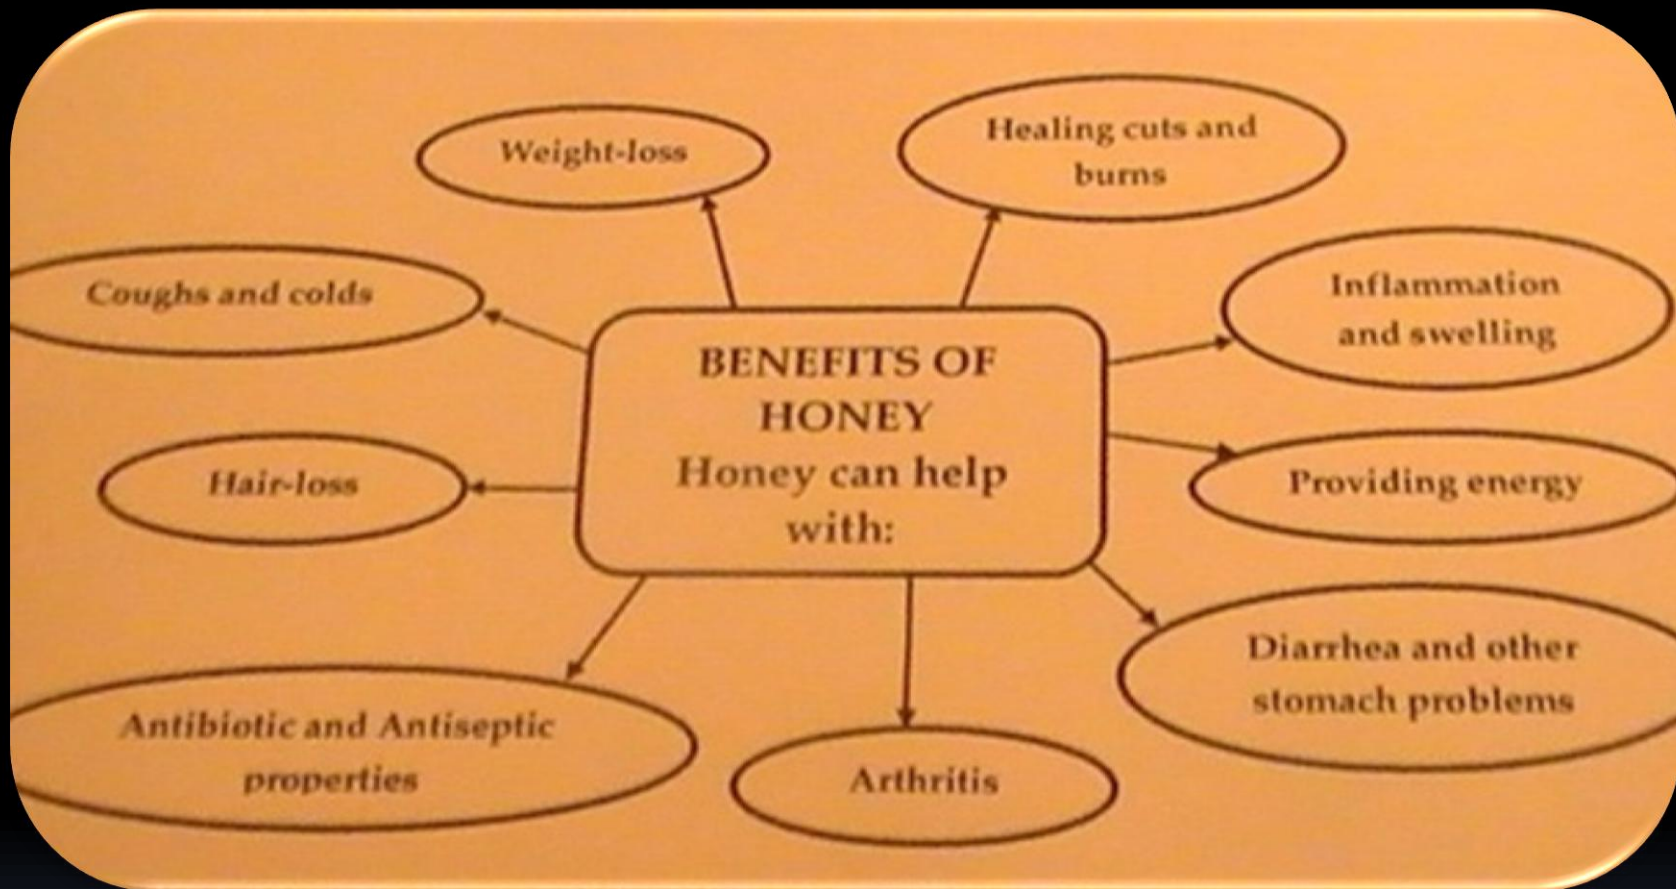 BENEFITS OF
HONEY
Honey can help
with:
Weight-loss
Healing cuts and
burns
Inflammation
and swelling
Providing energy
Diarrhea and other
stomach problems
Arthritis
Antibiotic and Antiseptic
properties
Hair-loss
Coughs and colds